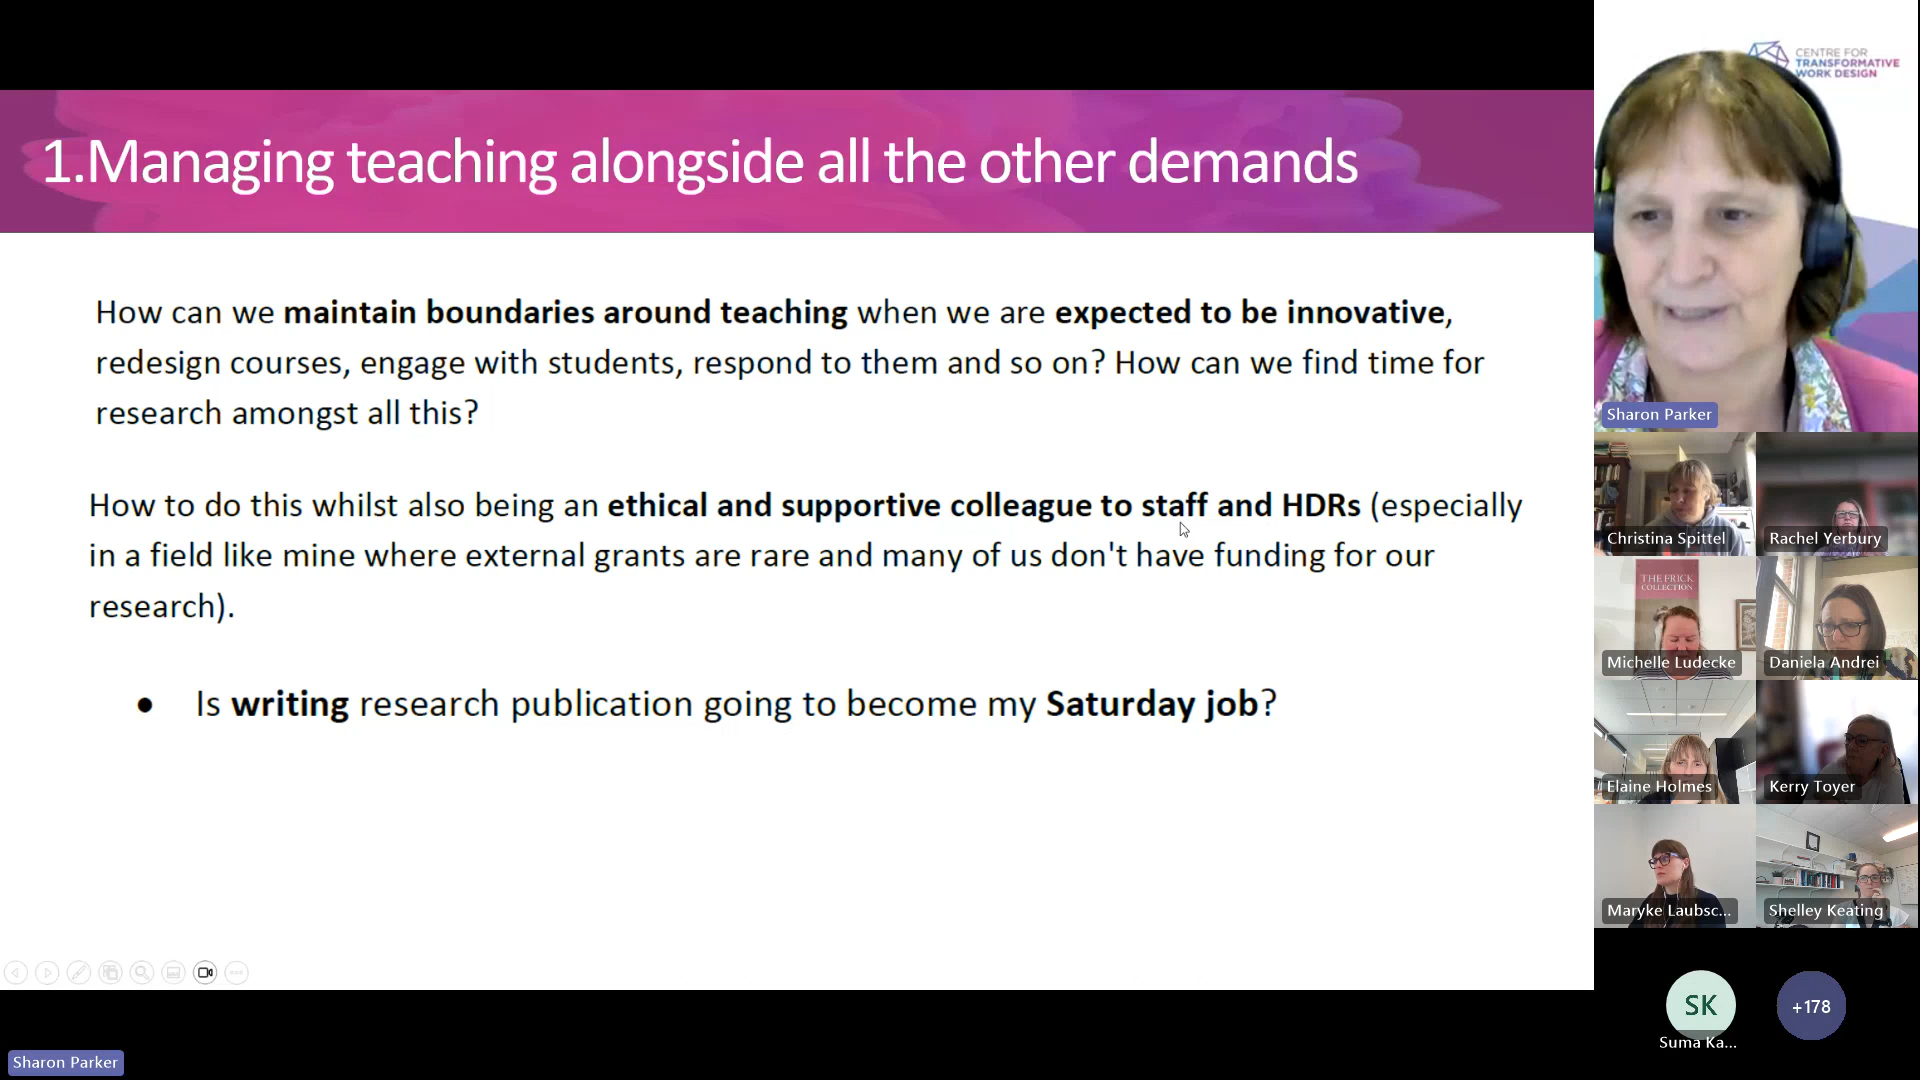 1.Managing teaching alongside all the other demands
How can we maintain boundaries around teaching when we are expected to be innovative,
redesign courses, engage with students, respond to them and so on? How can we find time for
research amongst all this?
How to do this whilst also being an ethical and supportive colleague to staff and HDRs (especially
in a field like mine where external grants are rare and many of us don't have funding for our
research).
• Is writing research publication going to become my Saturday job?
CENTRE FOR
TRANSFORMATIVE
WORK DESIGN
Sharon Parker
Christina Spittel
Rachel Yerbury
THE FRICK
COLLECTION
Michelle Ludecke
Daniela Andrei
Elaine Holmes
Kerry Toyer
Maryke Laubsc...
Shelley Keating
SK
Suma Ka...
+178
Sharon Parker